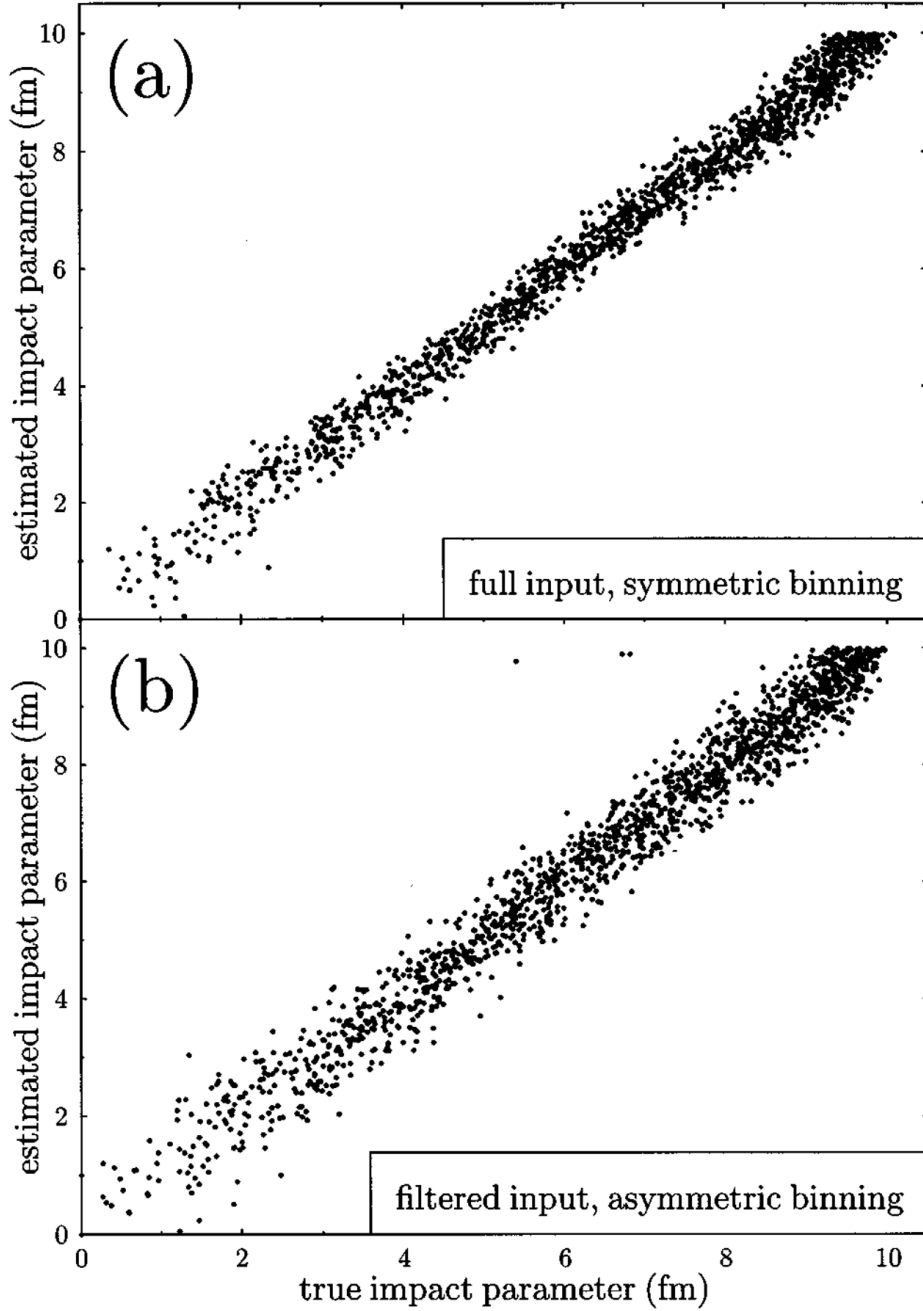 (a)
estimated impact parameter (fm)
10
8
6
4
2
0
full input, symmetric binning
(b)
estimated impact parameter (fm)
10
8
6
4
2
0
filtered input, asymmetric binning
0 2 4 6 8 10
true impact parameter (fm)